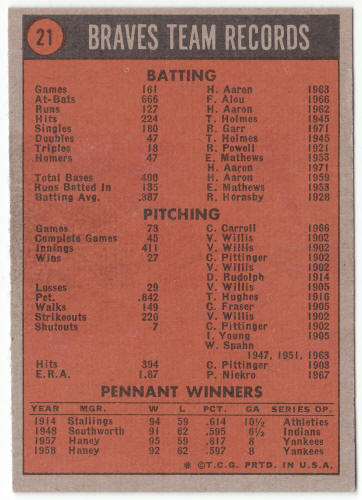 21 BRAVES TEAM RECORDS
BATTING
Games 161 H. Aaron 1963
At-Bats 666 F. Alou 1966
Runs 127 H. Aaron 1962
Hits 224 T. Holmes 1945
Singles 180 R. Garr 1971
Doubles 47 T. Holmes 1945
Triples 18 R. Powell 1921
Homers 47 E. Mathews 1953
H. Aaron 1971
Total Bases 400 H. Aaron 1959
Runs Batted In 135 E. Mathews 1953
Batting Avg. .387 R. Hornsby 1928
PITCHING
Games 73 C. Carroll 1966
Complete Games 45 V. Willis 1902
Innings 411 V. Willis 1902
Wins 27 C. Pittinger 1902
V. Willis 1902
D. Rudolph 1914
Losses 29 V. Willis 1905
Pct. .842 T. Hughes 1916
Walks 149 C. Fraser 1905
Strikeouts 226 V. Willis 1902
Shutouts 7 C. Pittinger 1902
I. Young 1905
W. Spahn
1947, 1951, 1963
Hits 394 C. Pittinger 1903
E.R.A. 1.87 P. Niekro 1967
PENNANT WINNERS
YEAR MGR. W L PCT. GA SERIES OP.
1914 Stallings 94 59 .614 10½ Athletics
1948 Southworth 91 62 .595 6½ Indians
1957 Haney 95 59 .617 8 Yankees
1958 Haney 92 62 .597 8 Yankees
* © T.C.G. PRTD. IN U.S.A.